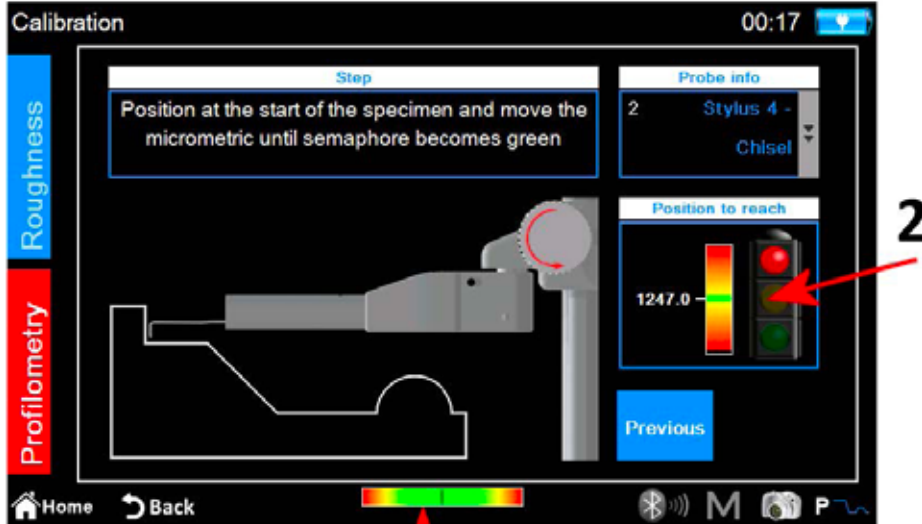 Calibration
00:17
Roughness
Profilometry
Step
Position at the start of the specimen and move the
micrometric until semaphore becomes green
Probe info
2 Stylus 4 -
Chisel
Position to reach
1247.0
2
Previous
Home
Back
M
P